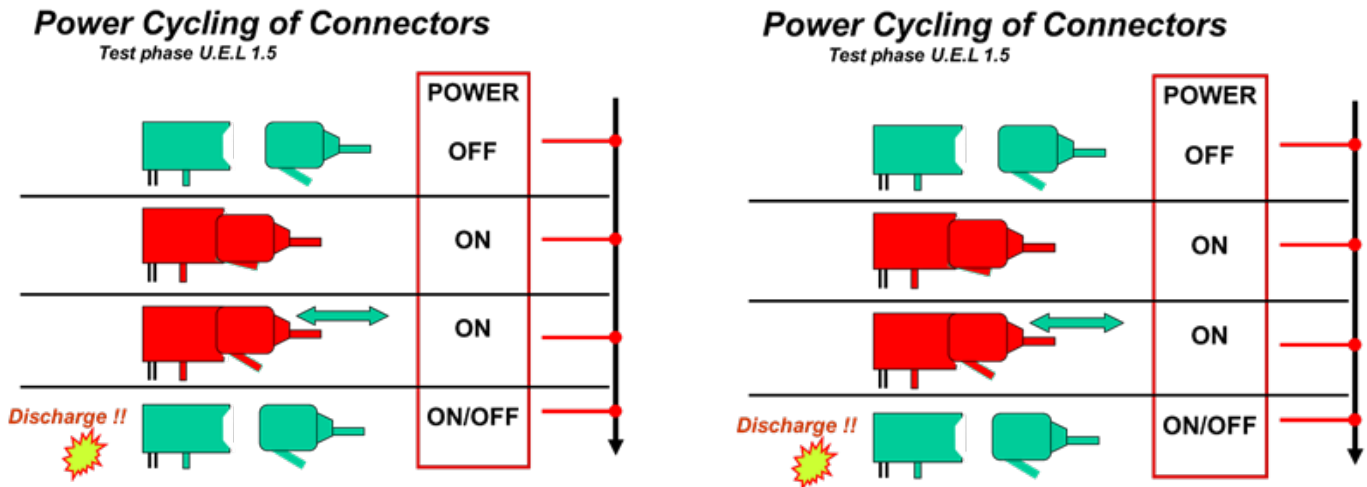 Power Cycling of Connectors
Test phase U.E.L 1.5
POWER
OFF
ON
ON
Discharge !!
ON/OFF
Power Cycling of Connectors
Test phase U.E.L 1.5
POWER
OFF
ON
ON
Discharge !!
ON/OFF